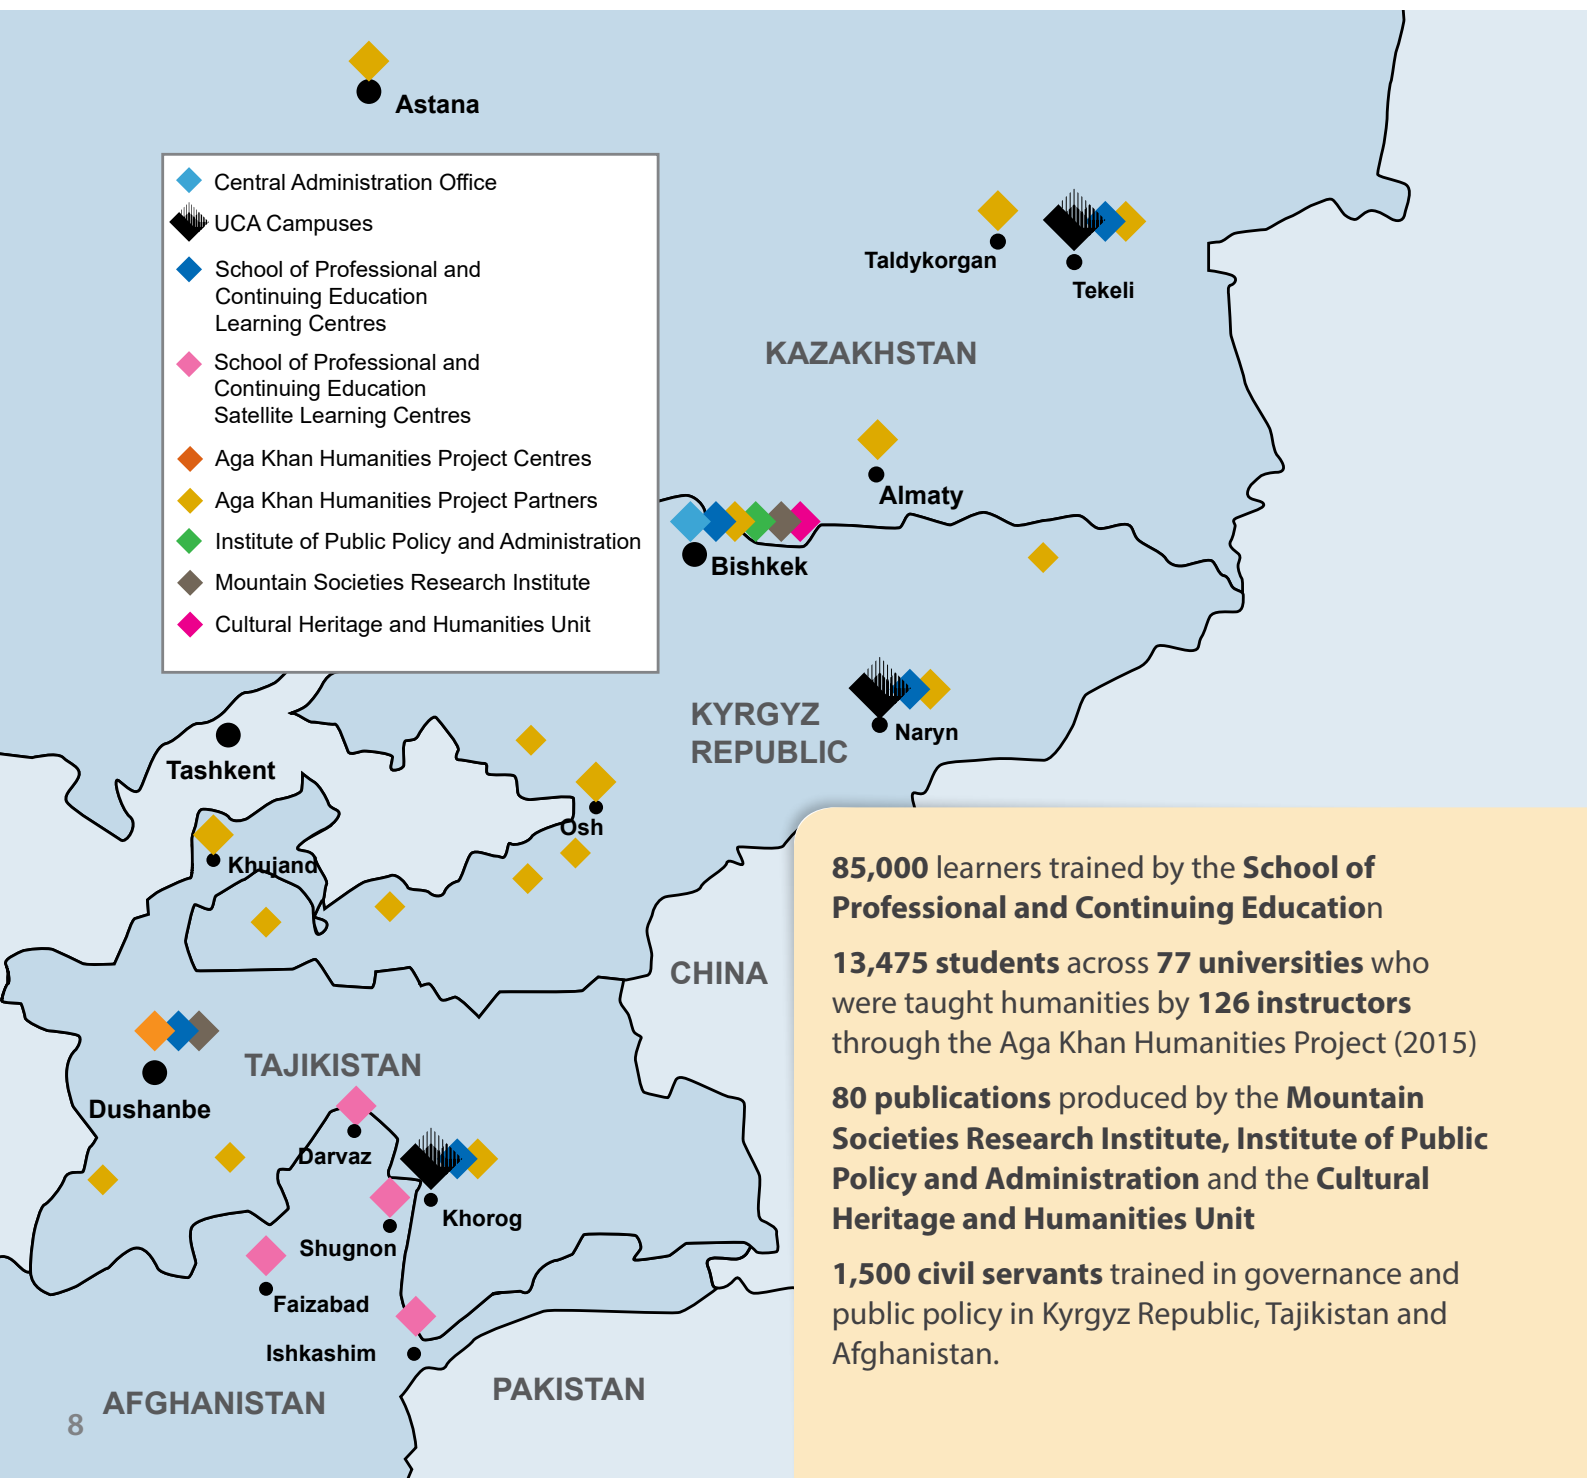 Astana
Central Administration Office
UCA Campuses
School of Professional and
Continuing Education
Learning Centres
School of Professional and
Continuing Education
Satellite Learning Centres
Aga Khan Humanities Project Centres
Aga Khan Humanities Project Partners
Institute of Public Policy and Administration
Mountain Societies Research Institute
Cultural Heritage and Humanities Unit
Taldykorgan
Tekeli
KAZAKHSTAN
Almaty
Bishkek
KYRGYZ
REPUBLIC
Naryn
Tashkent
Osh
Khujand
CHINA
TAJIKISTAN
Dushanbe
Darvaz
Khorog
Shugnon
Faizabad
Ishkashim
AFGHANISTAN
PAKISTAN
85,000 learners trained by the School of
Professional and Continuing Education
13,475 students across 77 universities who
were taught humanities by 126 instructors
through the Aga Khan Humanities Project (2015)
80 publications produced by the Mountain
Societies Research Institute, Institute of Public
Policy and Administration and the Cultural
Heritage and Humanities Unit
1,500 civil servants trained in governance and
public policy in Kyrgyz Republic, Tajikistan and
Afghanistan.
8